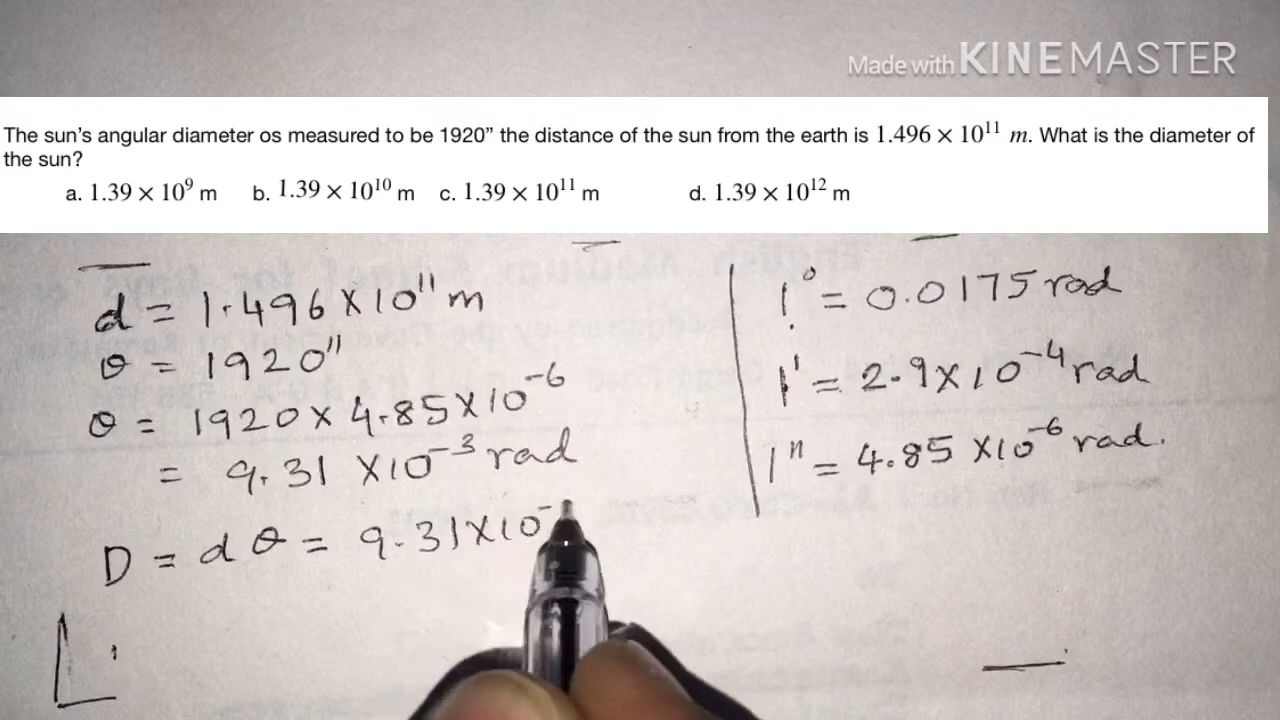 Made with KINEMASTER
The sun's angular diameter os measured to be 1920” the distance of the sun from the earth is 1.496 × 10¹¹ m. What is the diameter of
the sun?
a. 1.39 × 10⁹ m b. 1.39 × 10¹⁰ m c. 1.39 × 10¹¹ m d. 1.39 × 10¹² m
d = 1.496 × 10¹¹ m
θ = 1920"
θ = 1920 × 4.85 × 10⁻⁶
= 9.31 × 10⁻³ rad
D = d θ = 9.31 × 10⁻
1° = 0.0175 rad
1' = 2.9 × 10⁻⁴ rad
1" = 4.85 × 10⁻⁶ rad.